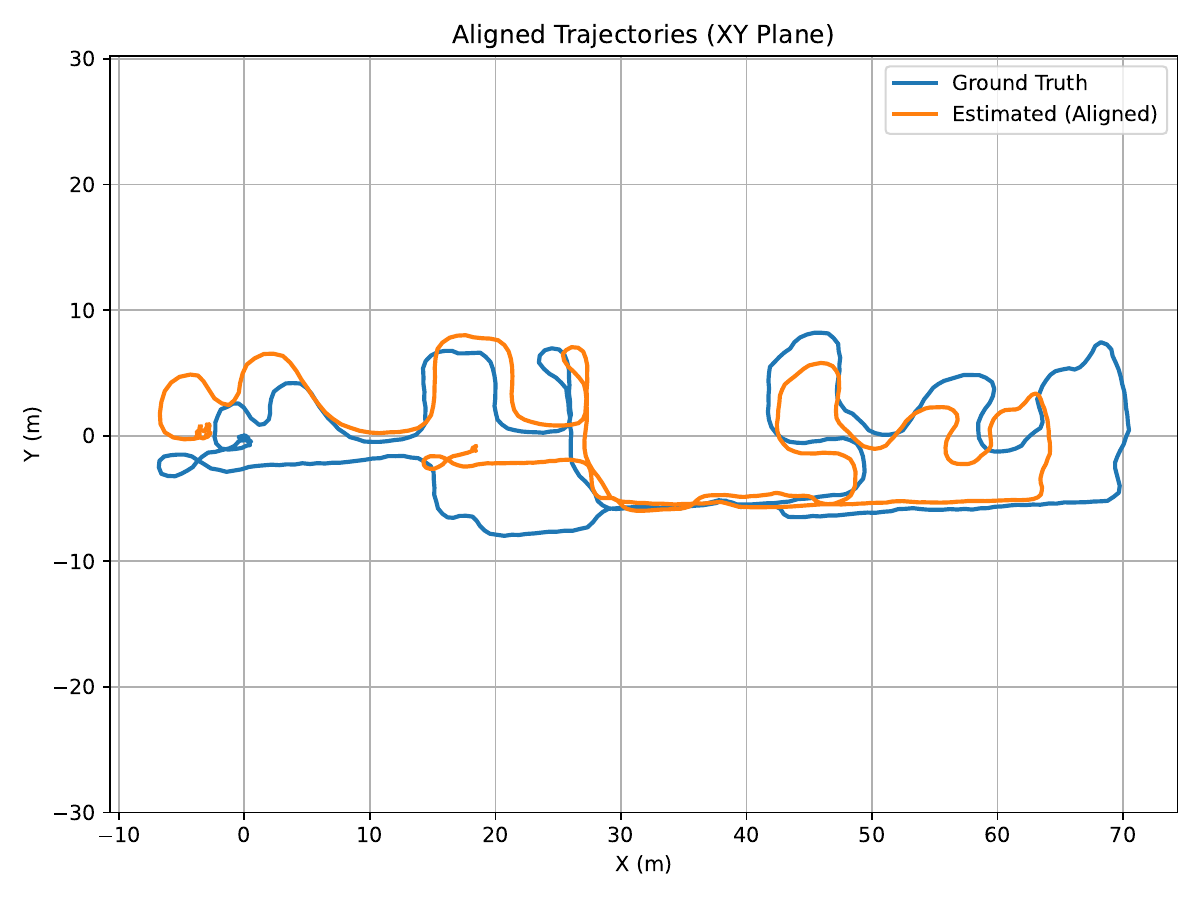 Aligned Trajectories (XY Plane)
Ground Truth
Estimated (Aligned)
30
20
10
0
−10
−20
−30
Y (m)
−10 0 10 20 30 40 50 60 70
X (m)